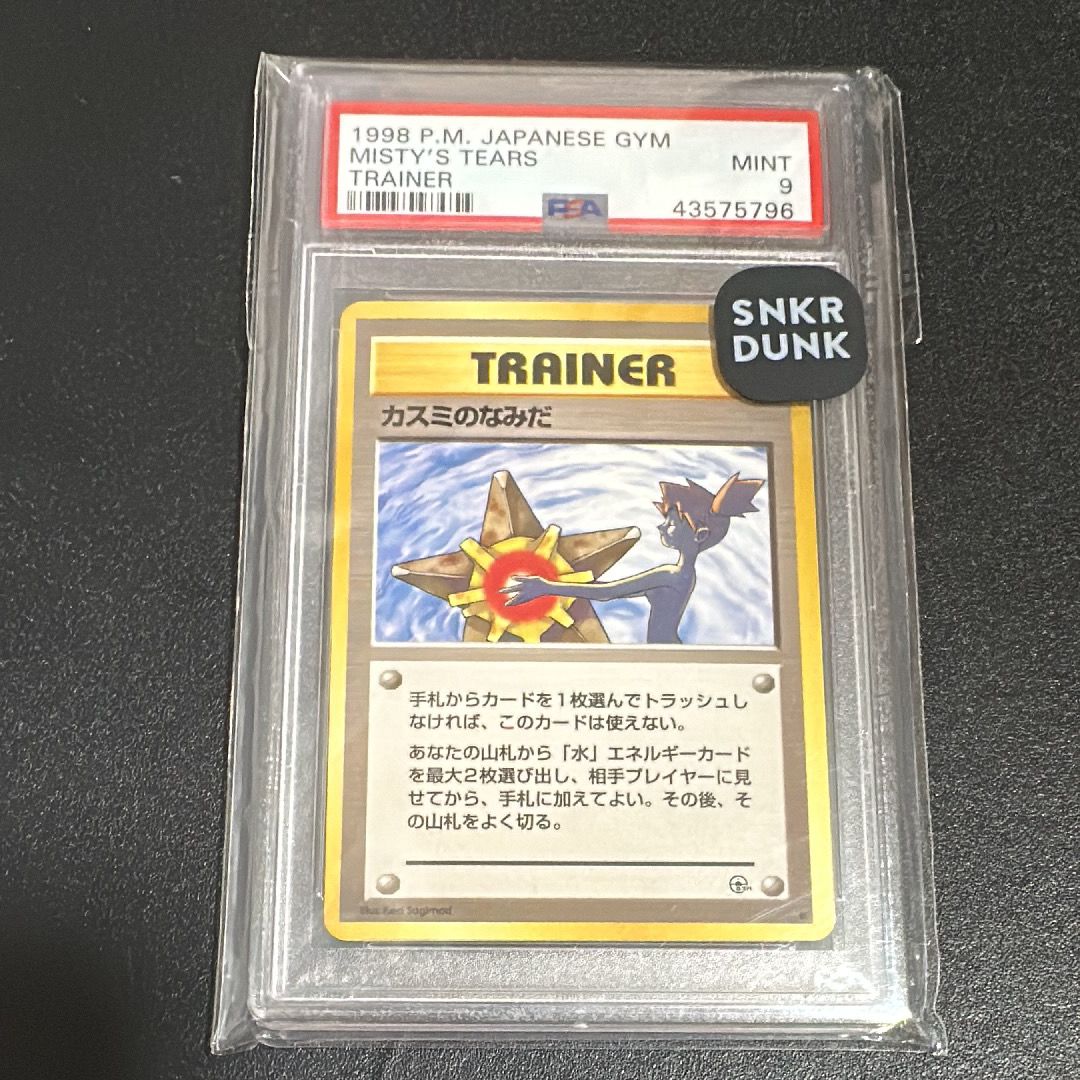 1998 P.M. JAPANESE GYM
MISTY'S TEARS
TRAINER
MINT
9
PSA
43575796
SNKR
DUNK
TRAINER
カスミのなみだ
手札からカードを1枚選んでトラッシュし
なければ、このカードは使えない。
あなたの山札から「水」エネルギーカード
を最大2枚選び出し、相手プレイヤーに見
せてから、手札に加えてよい。その後、そ
の山札をよく切る。
Illus. Ken Sugimori